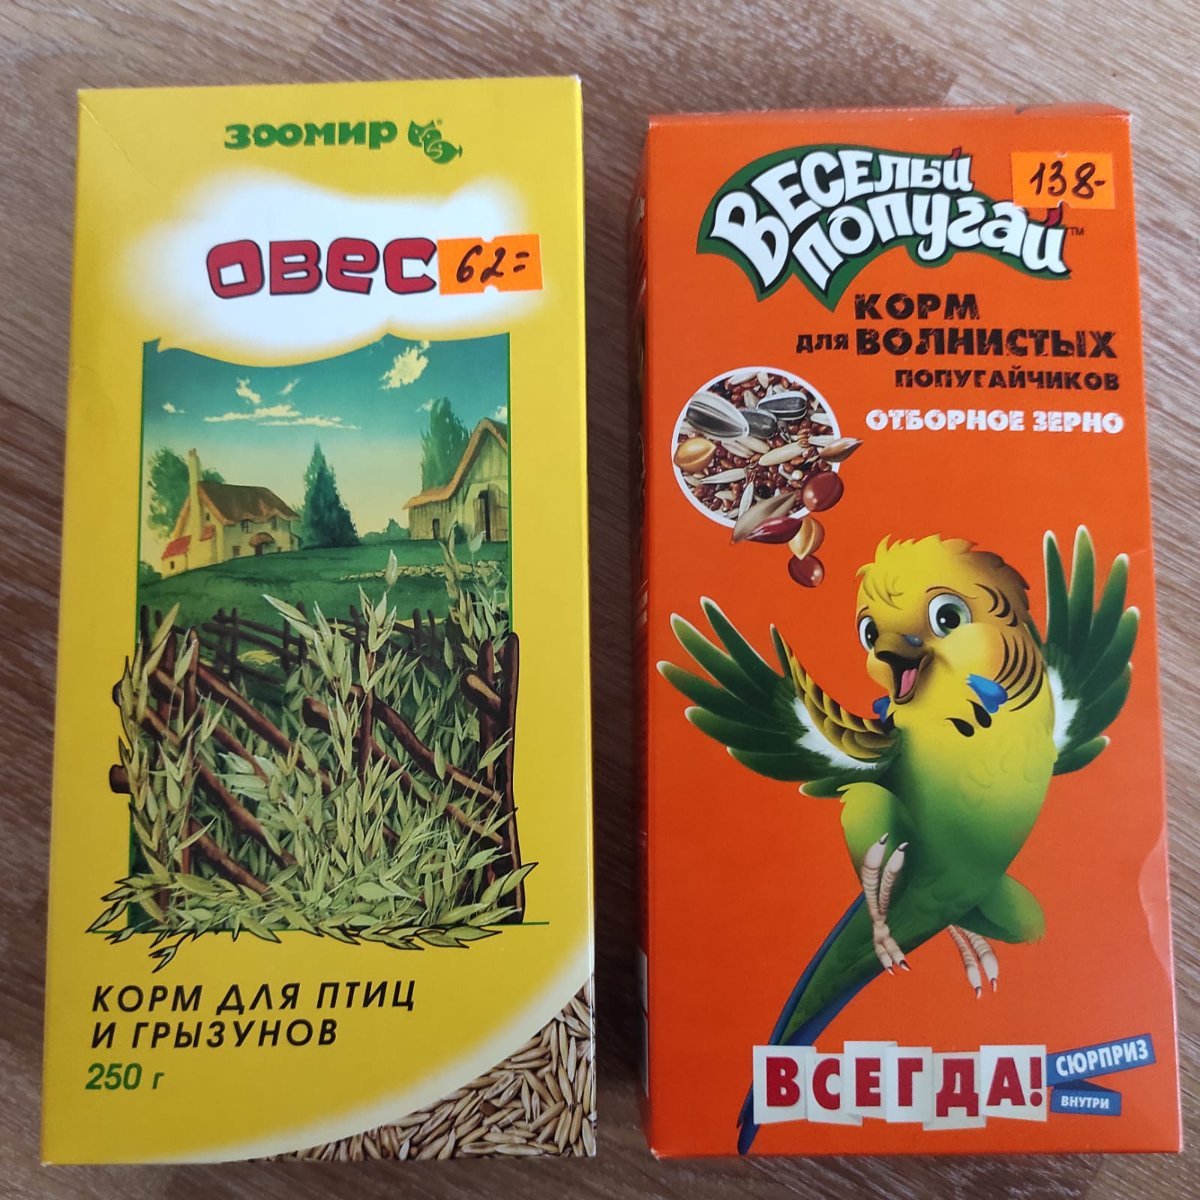 зоомир
овес
62=
КОРМ ДЛЯ ПТИЦ
И ГРЫЗУНОВ
250 г
Веселый
попугай
™
138-
КОРМ
для ВОЛНИСТЫХ
ПОПУГАЙЧИКОВ
ОТБОРНОЕ ЗЕРНО
ВСЕГДА!
СЮРПРИЗ
ВНУТРИ